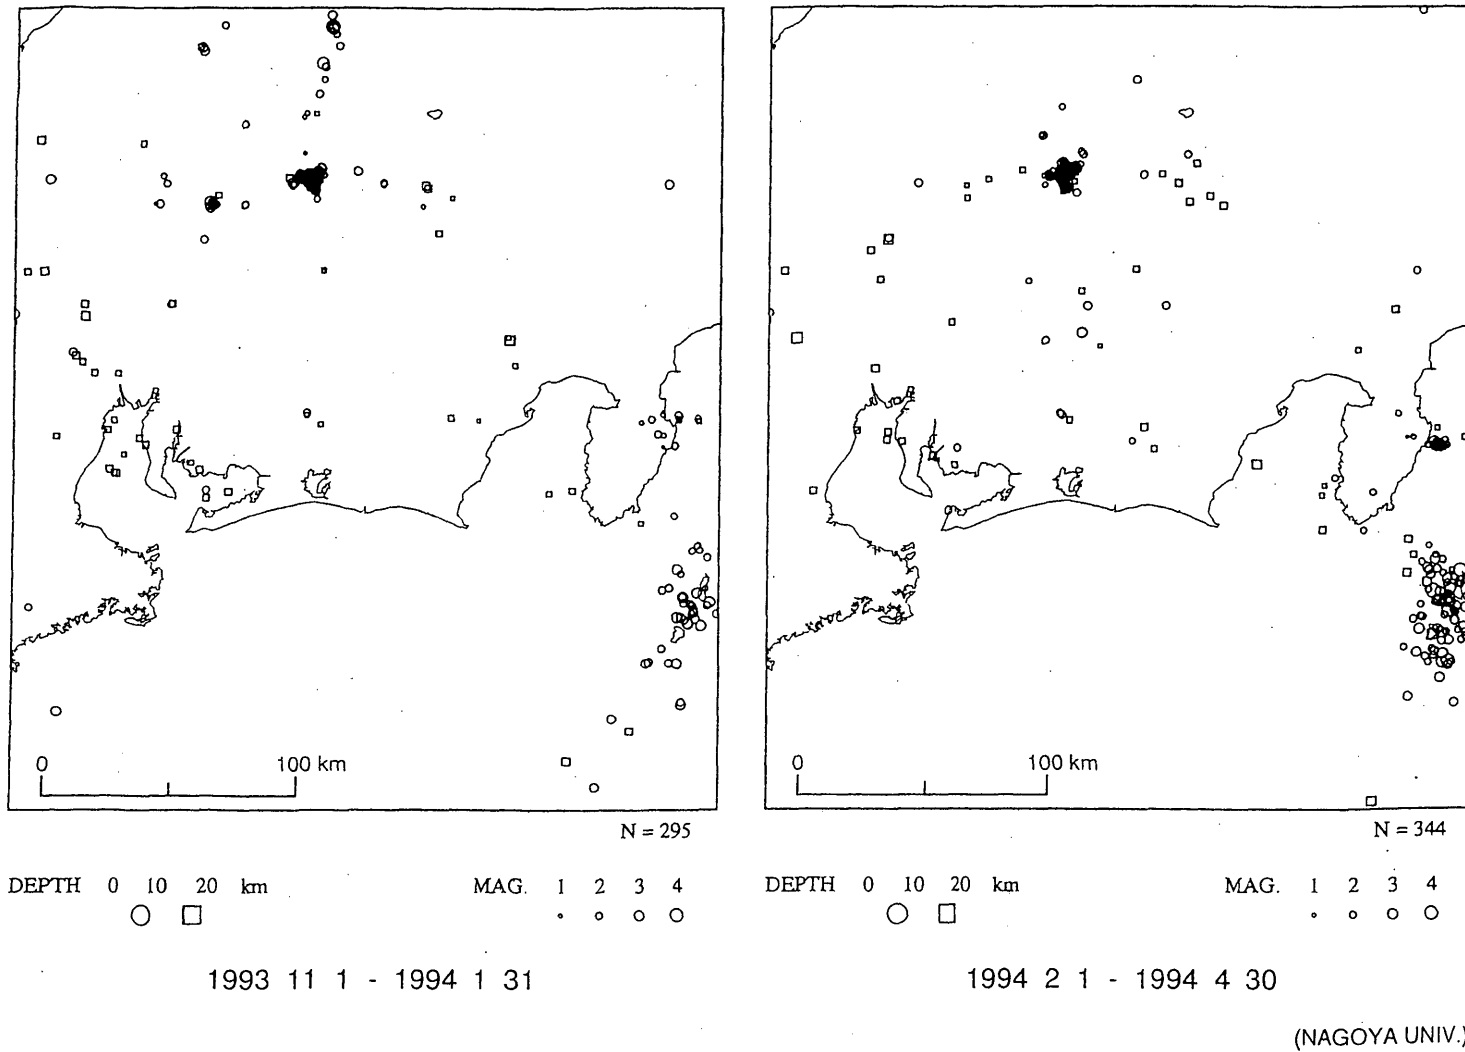 0 100 km
0 100 km
N = 295
N = 344
DEPTH 0 10 20 km MAG. 1 2 3 4
DEPTH 0 10 20 km MAG. 1 2 3 4
1993 11 1 - 1994 1 31
1994 2 1 - 1994 4 30
(NAGOYA UNIV.)